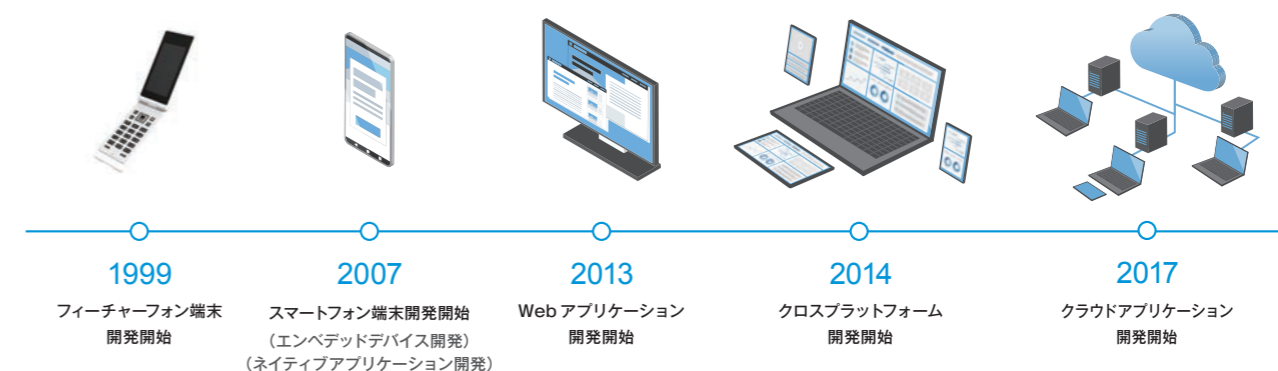 1999
フィーチャーフォン端末
開発開始
2007
スマートフォン端末開発開始
（エンベデッドデバイス開発）
（ネイティブアプリケーション開発）
2013
Web アプリケーション
開発開始
2014
クロスプラットフォーム
開発開始
2017
クラウドアプリケーション
開発開始